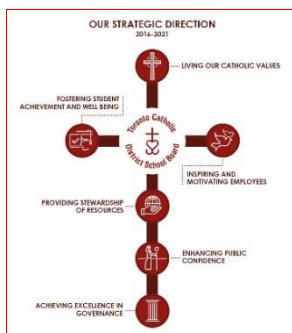 OUR STRATEGIC DIRECTION
2016-2021
LIVING OUR CATHOLIC VALUES
FOSTERING STUDENT
ACHIEVEMENT AND WELL BEING
Toronto Catholic
District School Board
INSPIRING AND
MOTIVATING EMPLOYEES
PROVIDING STEWARDSHIP
OF RESOURCES
ENHANCING PUBLIC
CONFIDENCE
ACHIEVING EXCELLENCE IN
GOVERNANCE